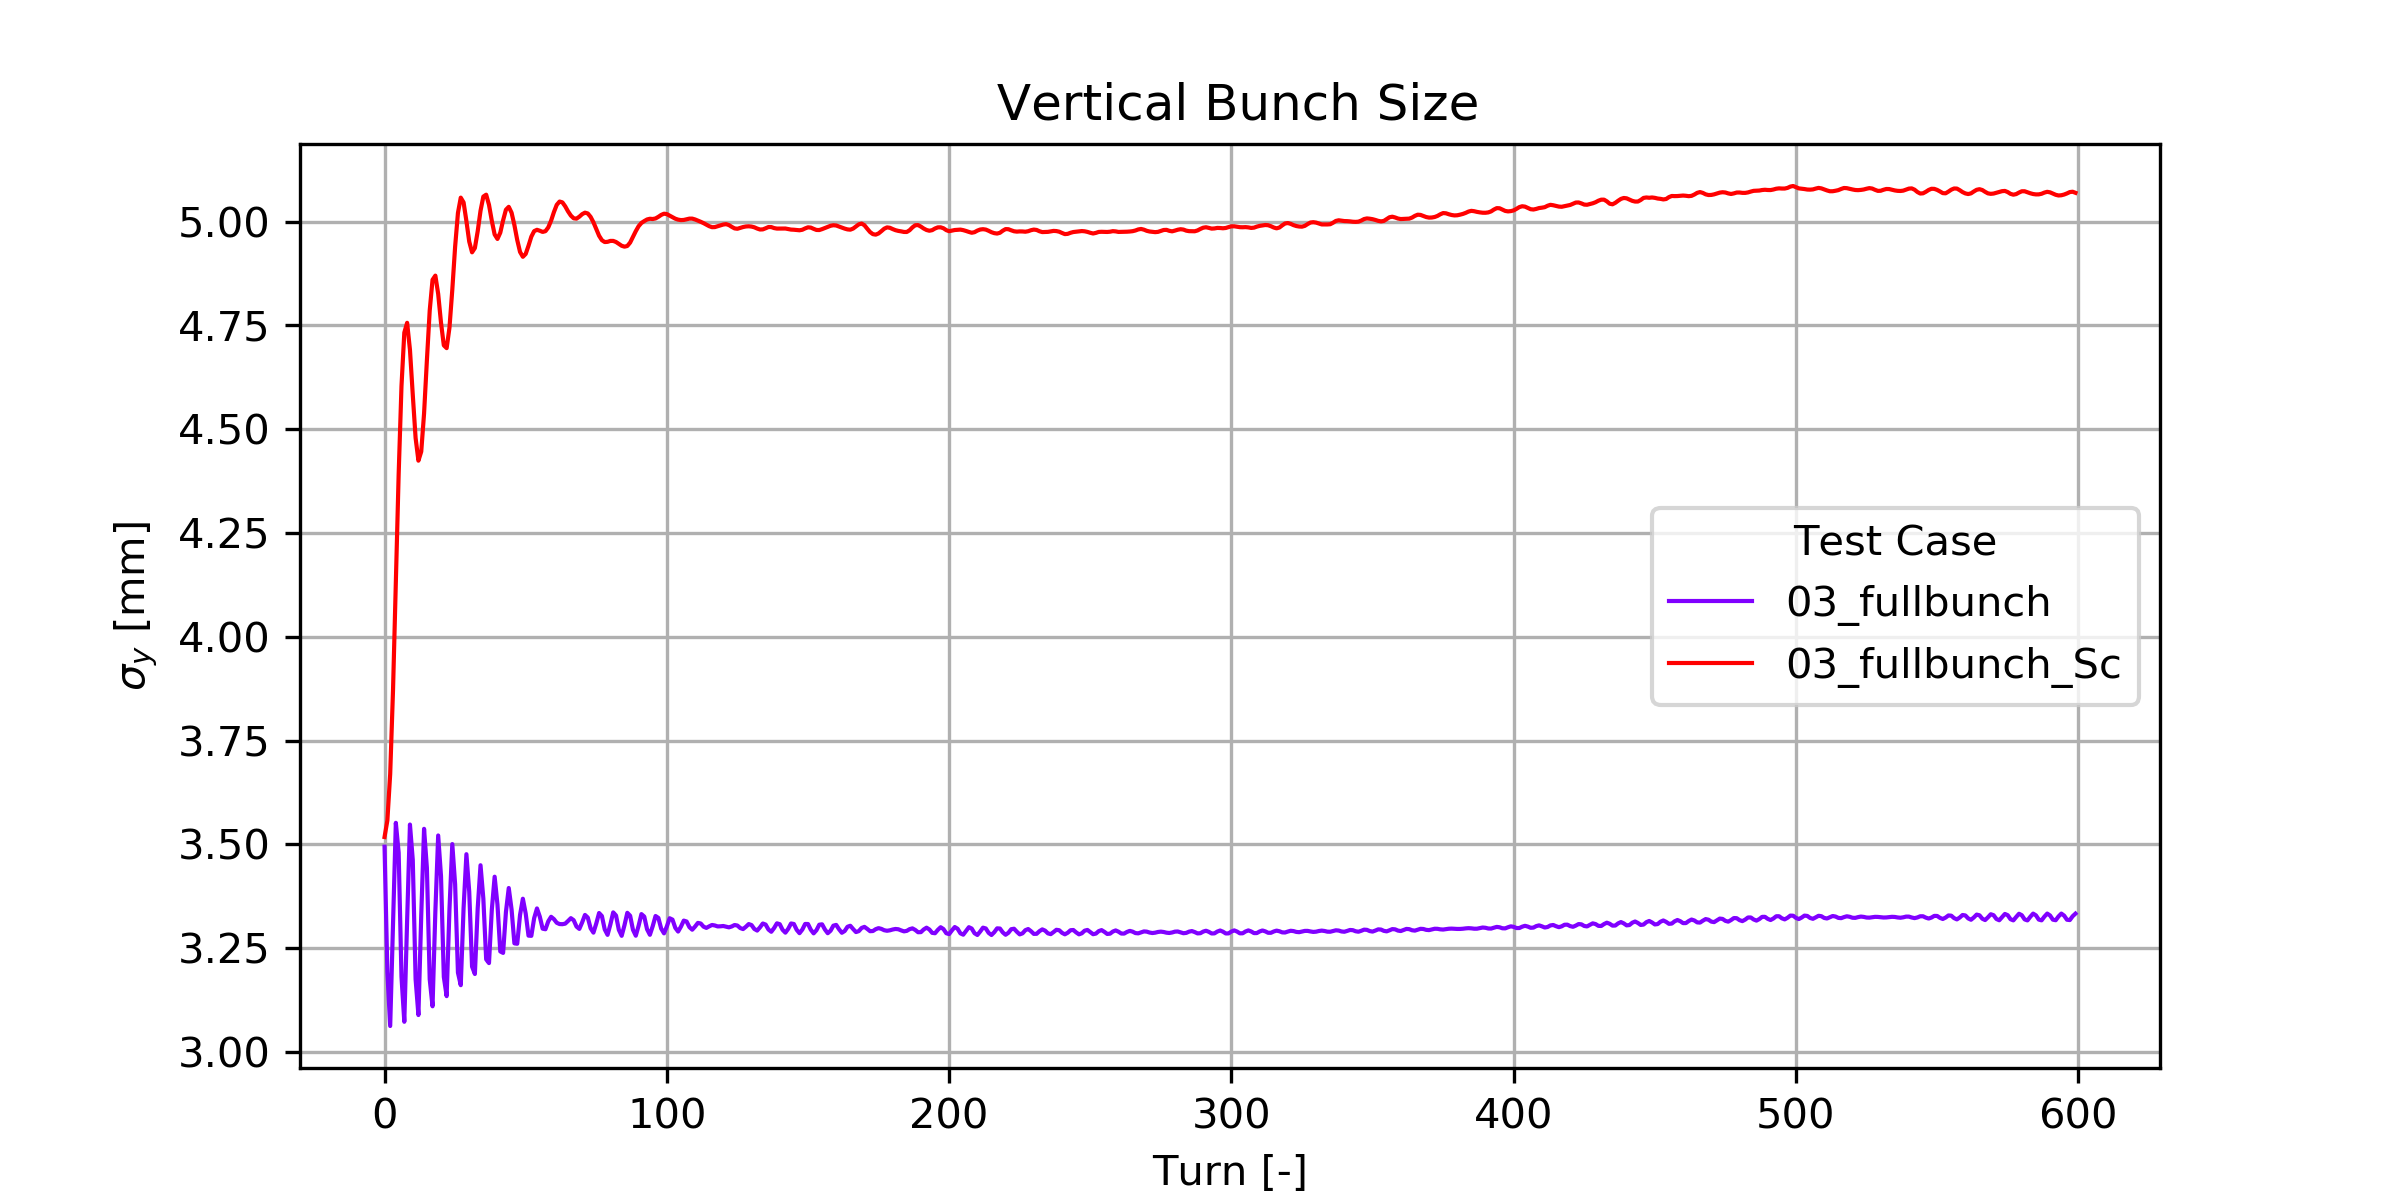 Vertical Bunch Size
σy [mm]
5.00
4.75
4.50
4.25
4.00
3.75
3.50
3.25
3.00
Test Case
03_fullbunch
03_fullbunch_Sc
0 100 200 300 400 500 600
Turn [-]